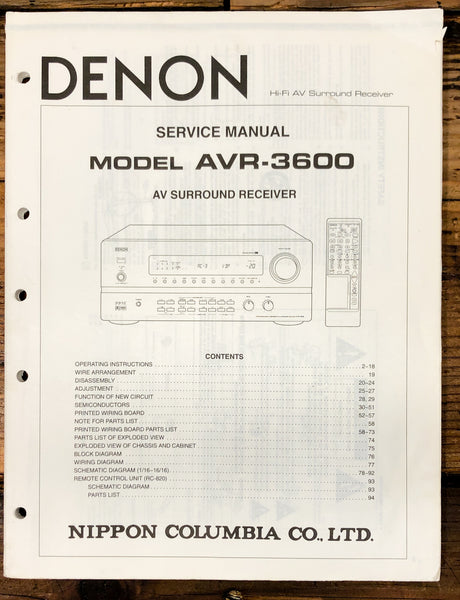 DENON
Hi-Fi AV Surround Receiver
SERVICE MANUAL
MODEL AVR-3600
AV SURROUND RECEIVER
DENON
CONTENTS
OPERATING INSTRUCTIONS 2~18
WIRE ARRANGEMENT 19
DISASSEMBLY 20~24
ADJUSTMENT 25~27
FUNCTION OF NEW CIRCUIT 28, 29
SEMICONDUCTORS 30~51
PRINTED WIRING BOARD 52~57
NOTE FOR PARTS LIST 58
PRINTED WIRING BOARD PARTS LIST 58~73
PARTS LIST OF EXPLODED VIEW 74
EXPLODED VIEW OF CHASSIS AND CABINET 75
BLOCK DIAGRAM 76
WIRING DIAGRAM 77
SCHEMATIC DIAGRAM (1/16~16/16) 78~92
REMOTE CONTROL UNIT (RC-820) 93
SCHEMATIC DIAGRAM 93
PARTS LIST 94
NIPPON COLUMBIA CO., LTD.